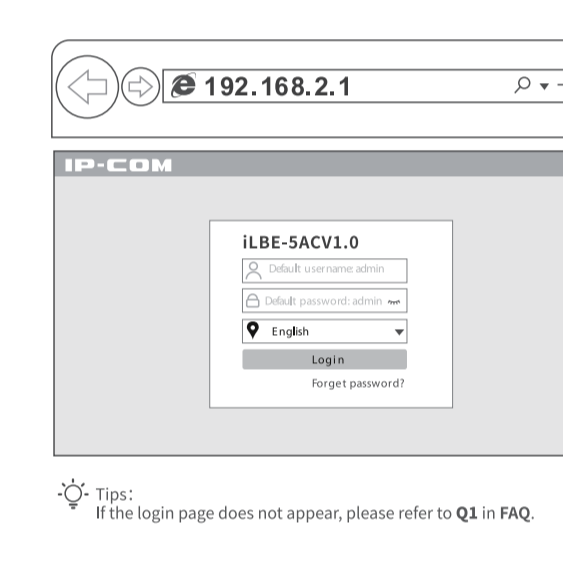 192.168.2.1
IP-COM
iLBE-5ACV1.0
Default username: admin
Default password: admin
English
Login
Forget password?
Tips:
If the login page does not appear, please refer to Q1 in FAQ.